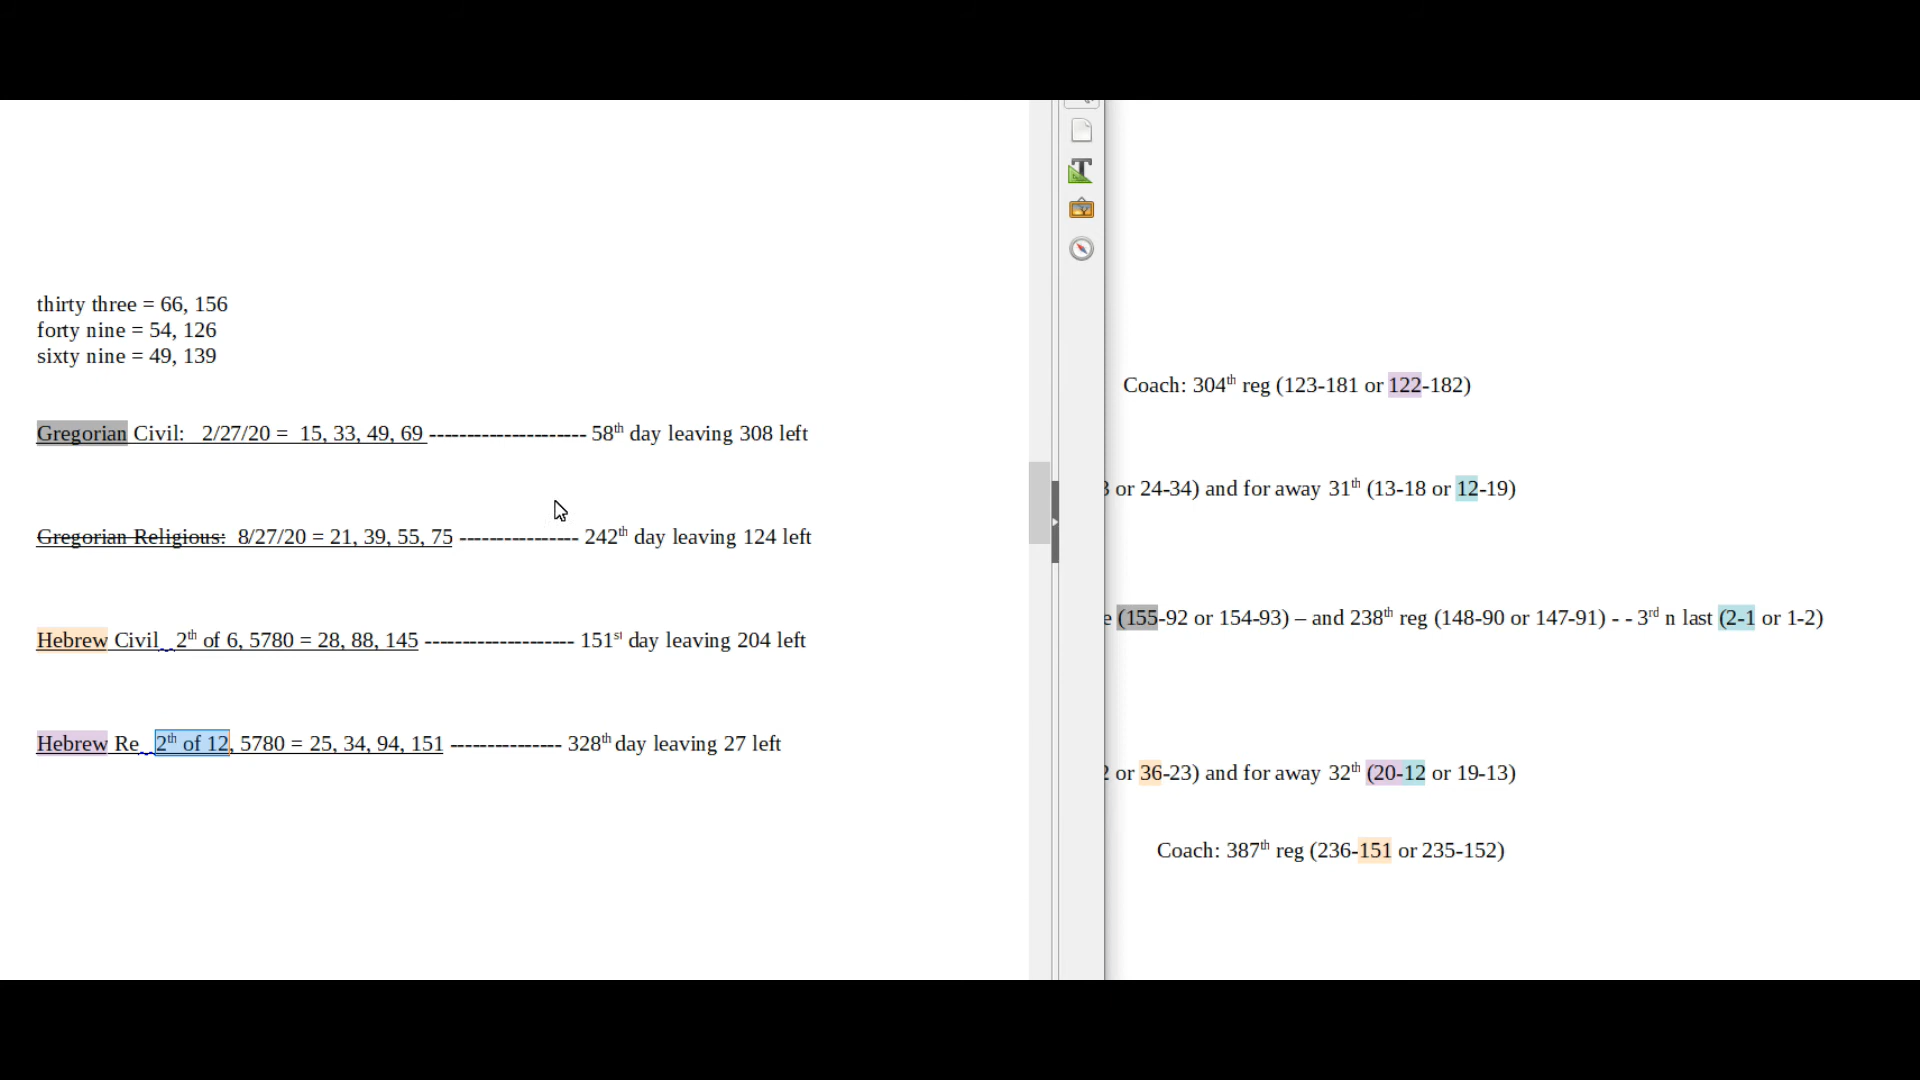 thirty three = 66, 156
forty nine = 54, 126
sixty nine = 49, 139
Gregorian Civil: 2/27/20 = 15, 33, 49, 69 ---------------------- 58th day leaving 308 left
Gregorian Religious: 8/27/20 = 21, 39, 55, 75 ---------------- 242th day leaving 124 left
Hebrew Civil 2th of 6, 5780 = 28, 88, 145 -------------------- 151st day leaving 204 left
Hebrew Re 2th of 12, 5780 = 25, 34, 94, 151 --------------- 328th day leaving 27 left
Coach: 304th reg (123-181 or 122-182)
or 24-34) and for away 31th (13-18 or 12-19)
(155-92 or 154-93) – and 238th reg (148-90 or 147-91) - - 3rd n last (2-1 or 1-2)
or 36-23) and for away 32th (20-12 or 19-13)
Coach: 387th reg (236-151 or 235-152)